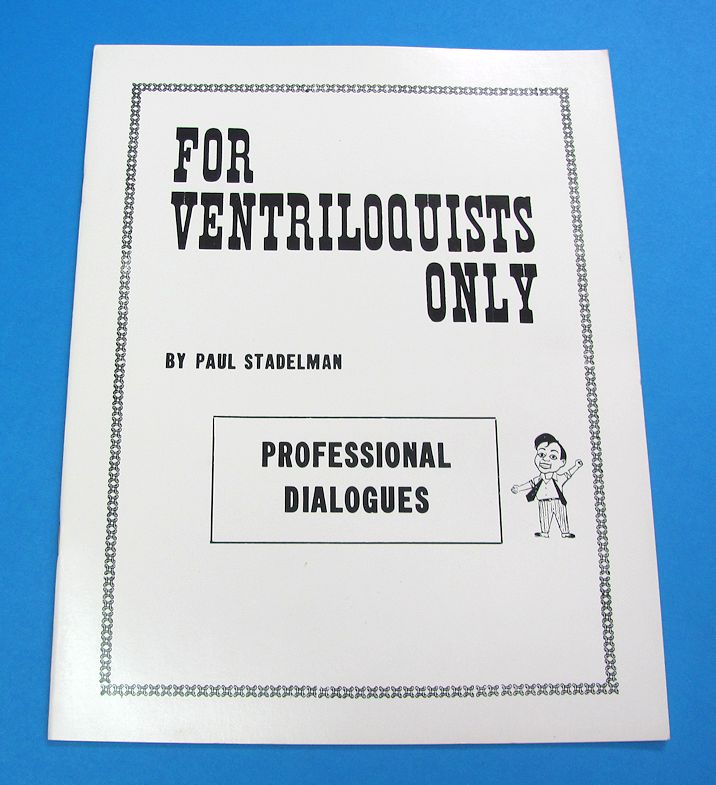 FOR
VENTRILOQUISTS
ONLY
BY PAUL STADELMAN
PROFESSIONAL
DIALOGUES